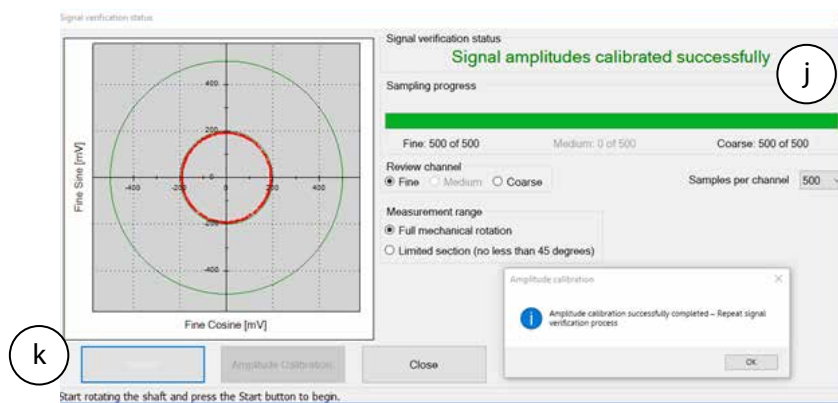 Signal verification status
Signal verification status
Signal amplitudes calibrated successfully
j
Sampling progress
Fine: 500 of 500
Medium: 0 of 500
Coarse: 500 of 500
Review channel
Fine
Medium
Coarse
Samples per channel
500
Measurement range
Full mechanical rotation
Limited section (no less than 45 degrees)
Fine Sine [mV]
400
200
0
-200
-400
-400
-200
0
200
400
Fine Cosine [mV]
Amplitude calibration
Amplitude calibration successfully completed – Repeat signal
verification process
OK
k
Amplitude Calibration
Close
Start rotating the shaft and press the Start button to begin.